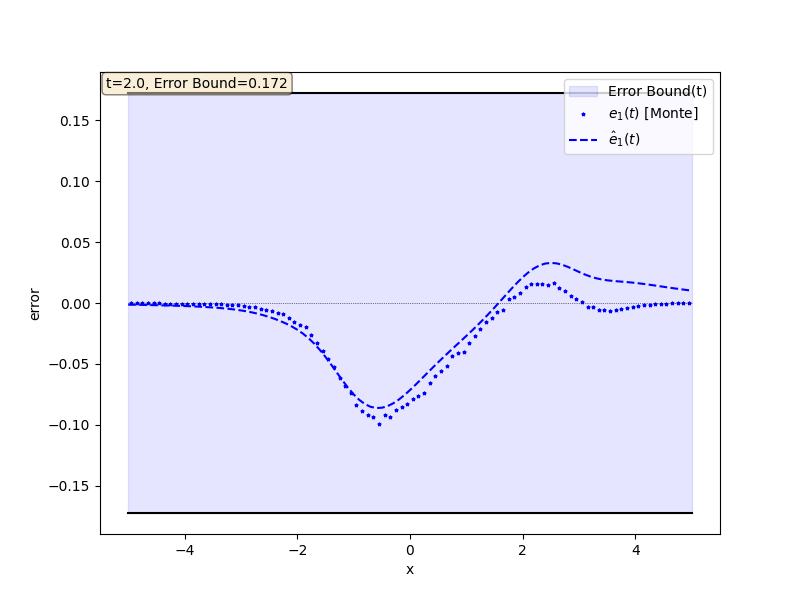 t=2.0, Error Bound=0.172
Error Bound(t)
e₁(t) [Monte]
ê₁(t)
0.15
0.10
0.05
0.00
−0.05
−0.10
−0.15
error
−4
−2
0
2
4
x